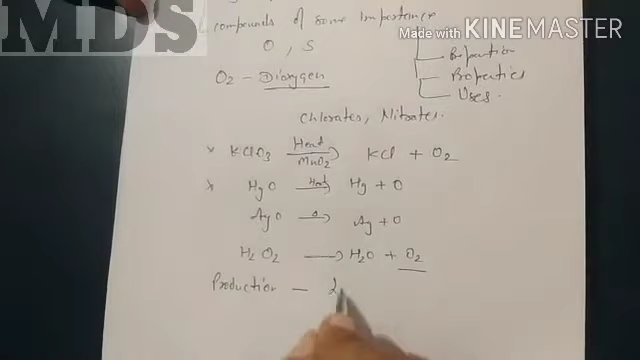 MDS
Made with KINEMASTER
compounds of some importance
O , S
O2 - Dioxygen
Preparation
Properties
Uses.
Chlorates, Nitrates.
* KClO3 Heat → MnO2 KCl + O2
* HgO Heat → Hg + O
AgO Δ → Ag + O
H2O2 → H2O + O2
Production - 2